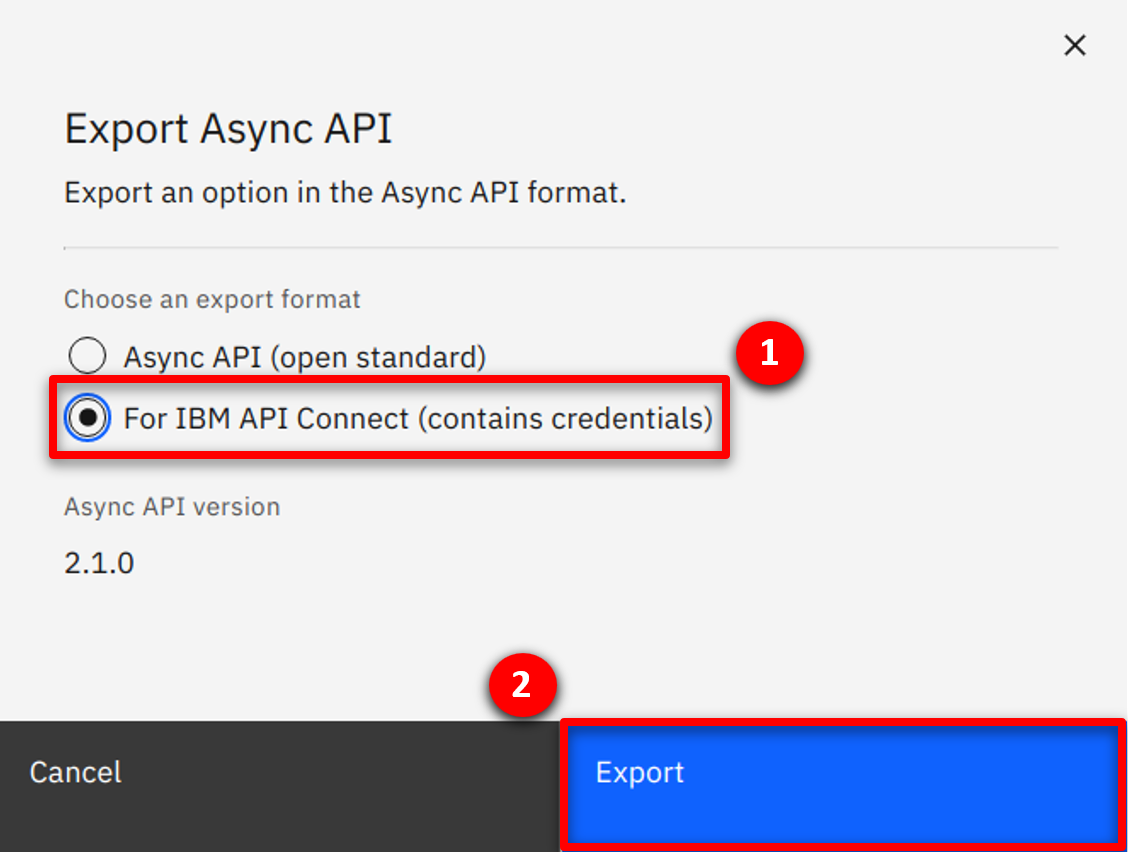 Export Async API
Export an option in the Async API format.
Choose an export format
Async API (open standard)
1
For IBM API Connect (contains credentials)
Async API version
2.1.0
2
Cancel
Export